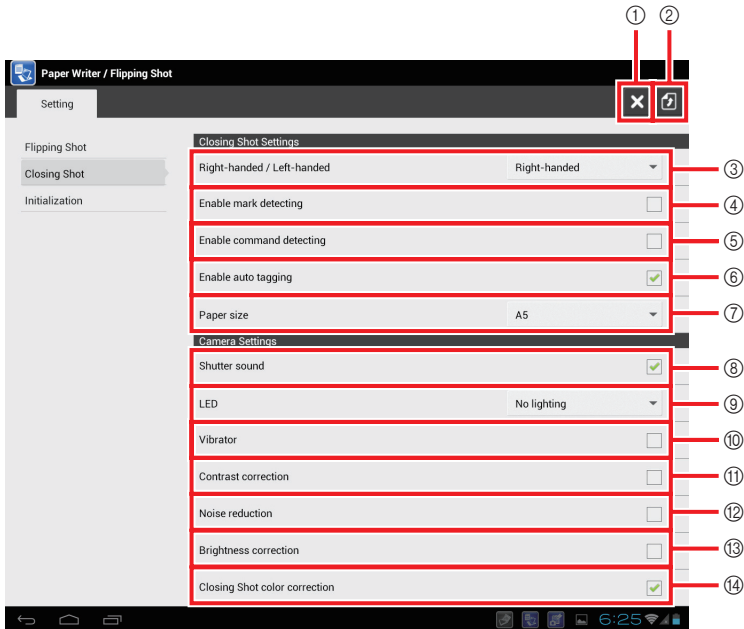 ① ②
Paper Writer / Flipping Shot
Setting
Flipping Shot
Closing Shot
Initialization
Closing Shot Settings
Right-handed / Left-handed Right-handed ③
Enable mark detecting ④
Enable command detecting ⑤
Enable auto tagging ⑥
Paper size A5 ⑦
Camera Settings
Shutter sound ⑧
LED No lighting ⑨
Vibrator ⑩
Contrast correction ⑪
Noise reduction ⑫
Brightness correction ⑬
Closing Shot color correction ⑭
6:25